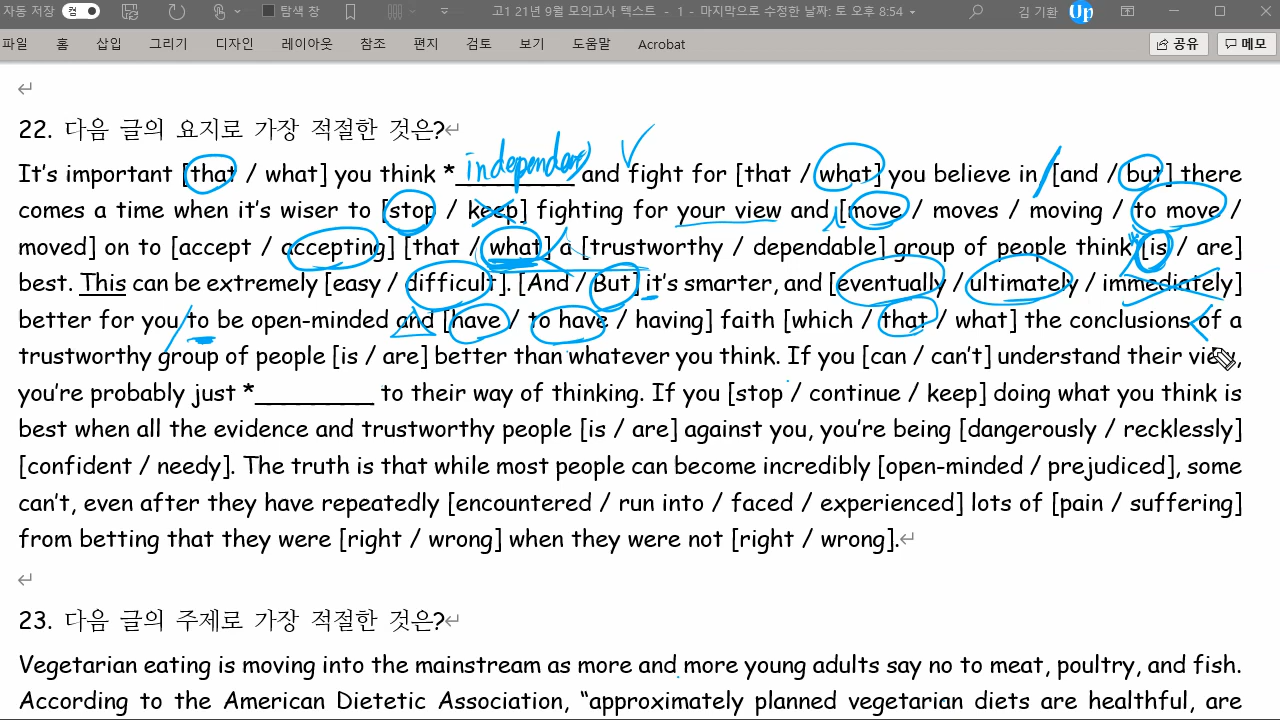 자동 저장 컴 탐색 창 고1 21년 9월 모의고사 텍스트 - 1 - 마지막으로 수정한 날짜: 토 오후 8:54 김 기환 Up
파일 홈 삽입 그리기 디자인 레이아웃 참조 편지 검토 보기 도움말 Acrobat 공유 메모
22. 다음 글의 요지로 가장 적절한 것은?
It's important [that / what] you think *_________ and fight for [that / what] you believe in [and / but] there
comes a time when it's wiser to [stop / keep] fighting for your view and [move / moves / moving / to move /
moved] on to [accept / accepting] [that / what] a [trustworthy / dependable] group of people think [is / are]
best. This can be extremely [easy / difficult]. [And / But] it's smarter, and [eventually / ultimately / immediately]
better for you to be open-minded and [have / to have / having] faith [which / that / what] the conclusions of a
trustworthy group of people [is / are] better than whatever you think. If you [can / can't] understand their view,
you're probably just *_________ to their way of thinking. If you [stop / continue / keep] doing what you think is
best when all the evidence and trustworthy people [is / are] against you, you're being [dangerously / recklessly]
[confident / needy]. The truth is that while most people can become incredibly [open-minded / prejudiced], some
can't, even after they have repeatedly [encountered / run into / faced / experienced] lots of [pain / suffering]
from betting that they were [right / wrong] when they were not [right / wrong].
23. 다음 글의 주제로 가장 적절한 것은?
Vegetarian eating is moving into the mainstream as more and more young adults say no to meat, poultry, and fish.
According to the American Dietetic Association, "approximately planned vegetarian diets are healthful, are